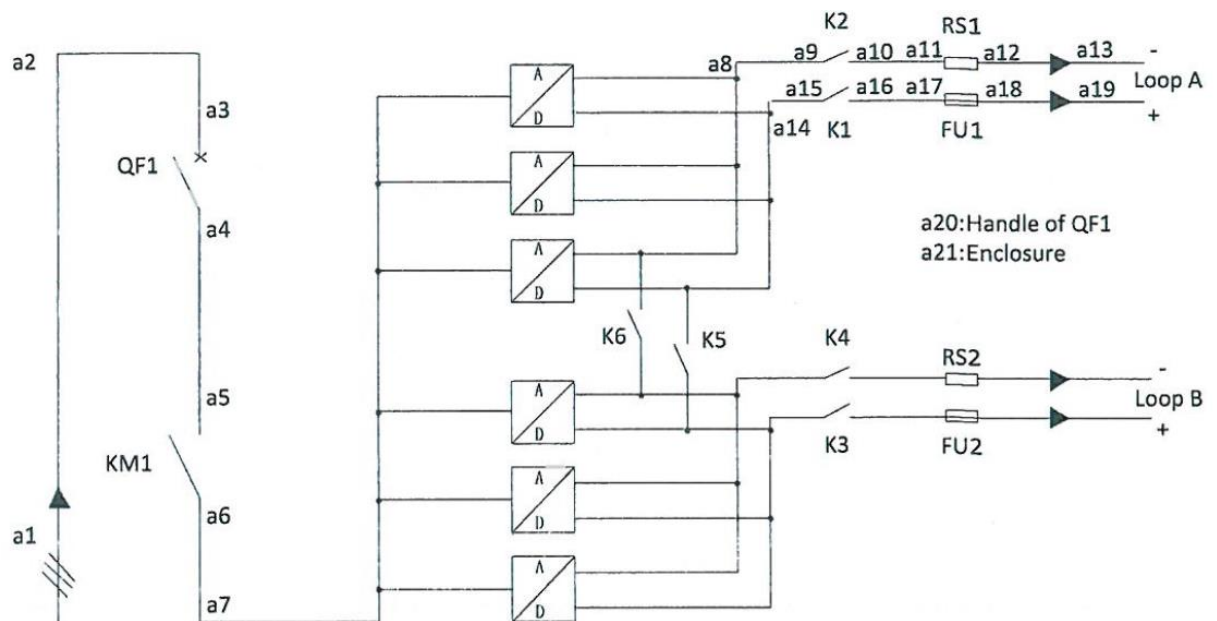 K2
RS1
a2
a8
a9
a10
a11
a12
a13
-
A
D
Loop A
a3
a15
a16
a17
a18
a19
+
a14
K1
FU1
QF1
A
D
a4
a20:Handle of QF1
a21:Enclosure
A
D
K6
K5
K4
RS2
-
a5
A
D
Loop B
+
K3
FU2
KM1
A
D
a6
a1
A
D
a7